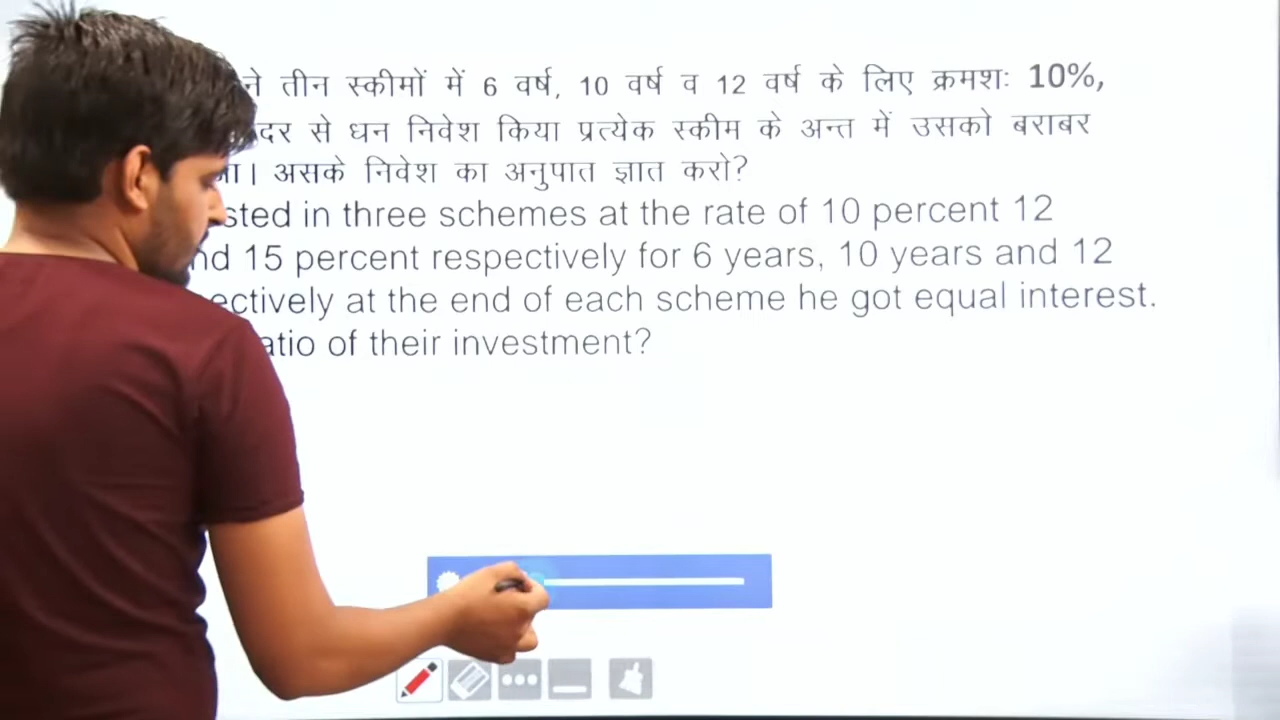 ने तीन स्कीमों में 6 वर्ष, 10 वर्ष व 12 वर्ष के लिए क्रमशः 10%,
दर से धन निवेश किया प्रत्येक स्कीम के अन्त में उसको बराबर
। असके निवेश का अनुपात ज्ञात करो?
sted in three schemes at the rate of 10 percent 12
nd 15 percent respectively for 6 years, 10 years and 12
ectively at the end of each scheme he got equal interest.
atio of their investment?